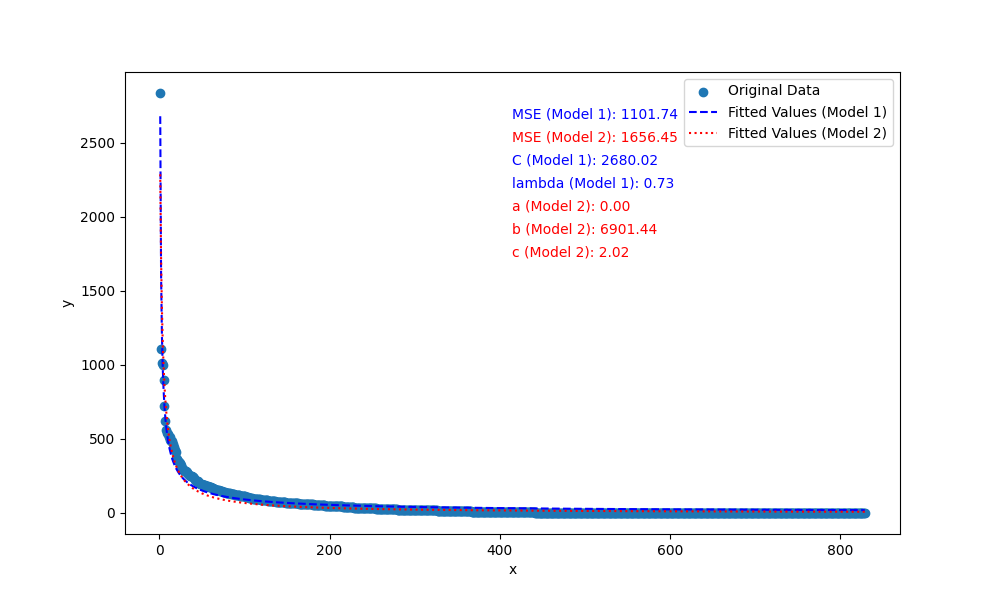 Original Data
Fitted Values (Model 1)
Fitted Values (Model 2)
MSE (Model 1): 1101.74
MSE (Model 2): 1656.45
C (Model 1): 2680.02
lambda (Model 1): 0.73
a (Model 2): 0.00
b (Model 2): 6901.44
c (Model 2): 2.02
y
2500
2000
1500
1000
500
0
0 200 400 600 800
x